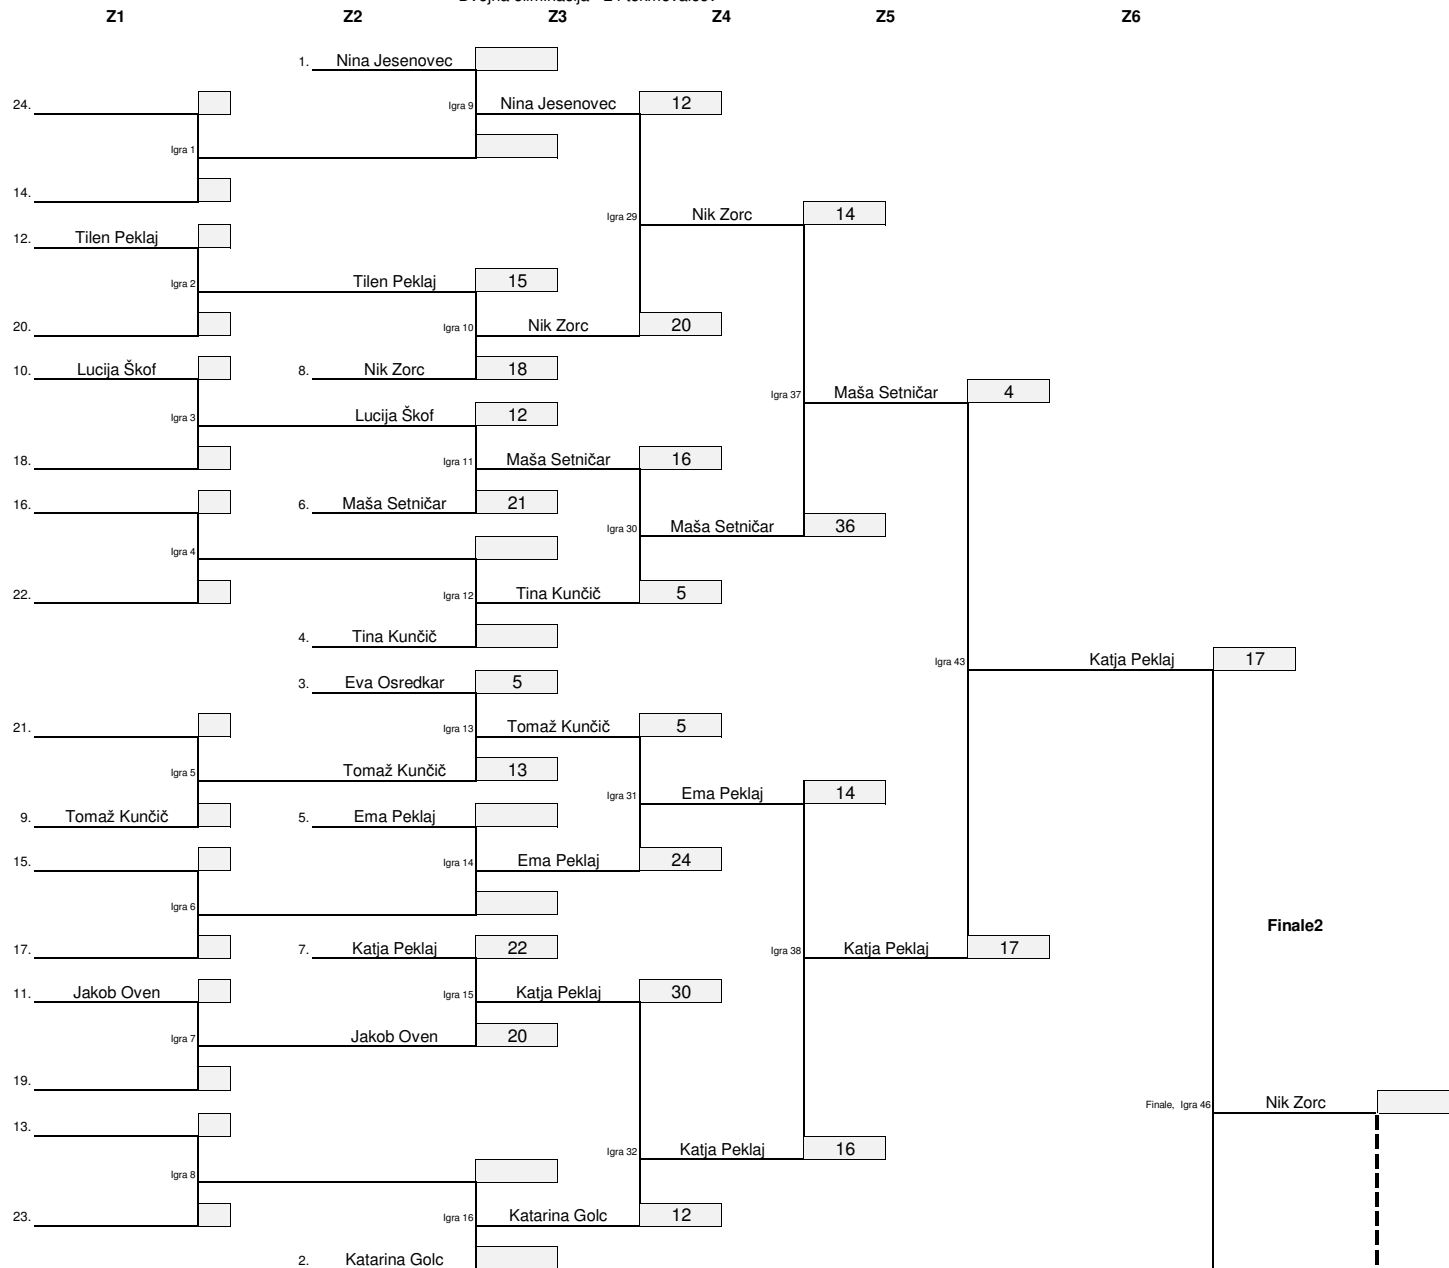 Z1 Z2 Z3 Z4 Z5 Z6
1. Nina Jesenovec
24. Igra 9 Nina Jesenovec 12
Igra 1
14.
Igra 29 Nik Zorc 14
12. Tilen Peklaj
Igra 2 Tilen Peklaj 15
20. Igra 10 Nik Zorc 20
10. Lucija Škof 8. Nik Zorc 18
Igra 37 Maša Setničar 4
Igra 3 Lucija Škof 12
18. Igra 11 Maša Setničar 16
16. 6. Maša Setničar 21
Igra 30 Maša Setničar 36
Igra 4
22. Igra 12 Tina Kunčič 5
4. Tina Kunčič
Igra 43 Katja Peklaj 17
3. Eva Osredkar 5
21. Igra 13 Tomaž Kunčič 5
Igra 5 Tomaž Kunčič 13
Igra 31 Ema Peklaj 14
9. Tomaž Kunčič 5. Ema Peklaj
15. Igra 14 Ema Peklaj 24
Igra 6
Finale2
17. 7. Katja Peklaj 22 Igra 38 Katja Peklaj 17
11. Jakob Oven Igra 15 Katja Peklaj 30
Igra 7 Jakob Oven 20
19.
Finale, Igra 46 Nik Zorc
13.
Igra 32 Katja Peklaj 16
Igra 8
23. Igra 16 Katarina Golc 12
2. Katarina Golc